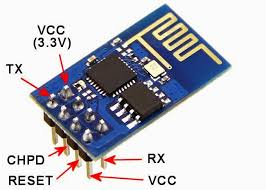 VCC
(3.3V)
TX
CHPD
RX
RESET
VCC